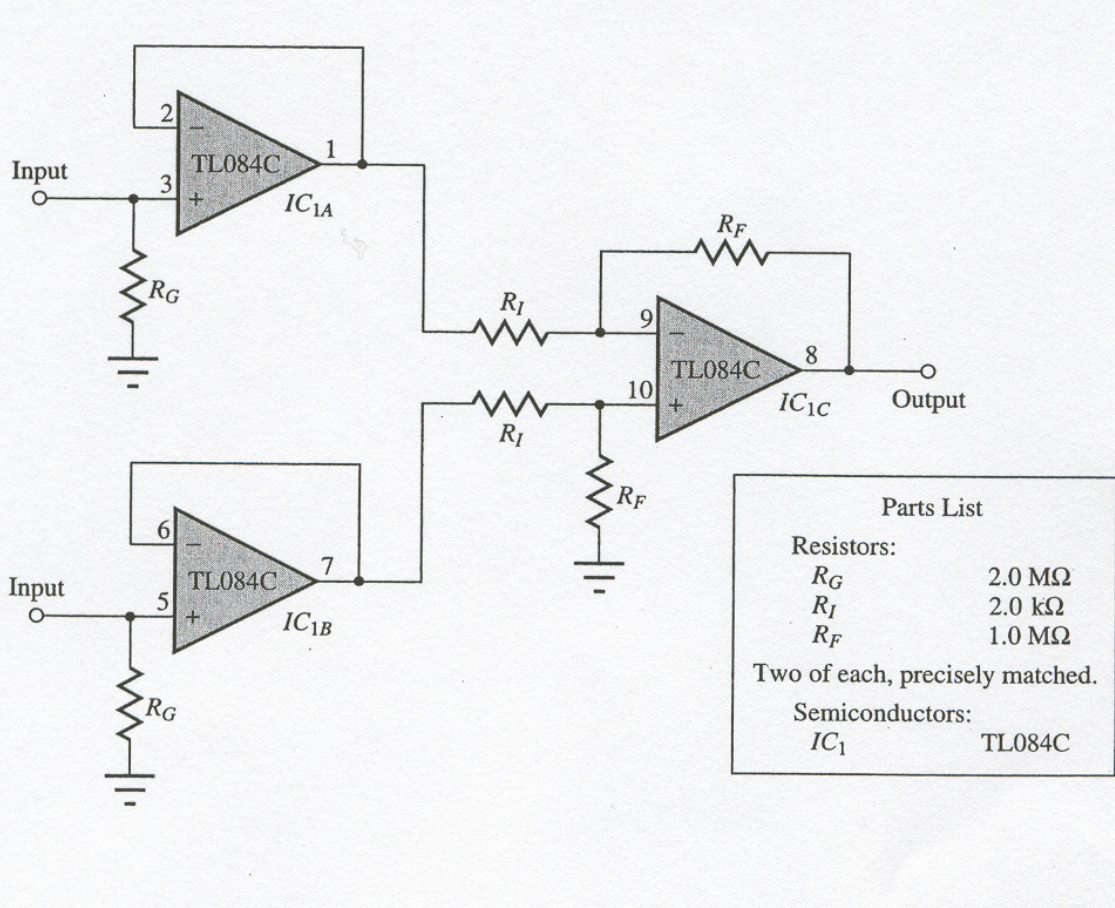 2
−
TL084C
1
Input
3
+
IC1A
RG
RF
RI
9
−
TL084C
8
10
+
IC1C
Output
RI
RF
6
−
TL084C
7
Input
5
+
IC1B
RG
Parts List
Resistors:
RG 2.0 MΩ
RI 2.0 kΩ
RF 1.0 MΩ
Two of each, precisely matched.
Semiconductors:
IC1 TL084C